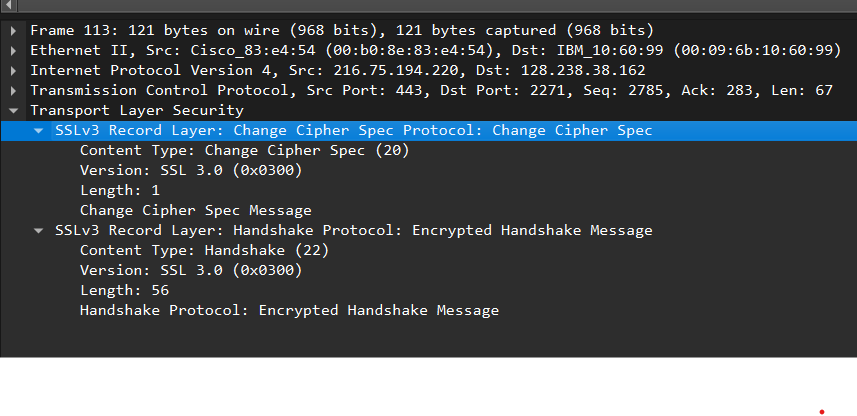 Frame 113: 121 bytes on wire (968 bits), 121 bytes captured (968 bits)
Ethernet II, Src: Cisco_83:e4:54 (00:b0:8e:83:e4:54), Dst: IBM_10:60:99 (00:09:6b:10:60:99)
Internet Protocol Version 4, Src: 216.75.194.220, Dst: 128.238.38.162
Transmission Control Protocol, Src Port: 443, Dst Port: 2271, Seq: 2785, Ack: 283, Len: 67
Transport Layer Security
SSLv3 Record Layer: Change Cipher Spec Protocol: Change Cipher Spec
Content Type: Change Cipher Spec (20)
Version: SSL 3.0 (0x0300)
Length: 1
Change Cipher Spec Message
SSLv3 Record Layer: Handshake Protocol: Encrypted Handshake Message
Content Type: Handshake (22)
Version: SSL 3.0 (0x0300)
Length: 56
Handshake Protocol: Encrypted Handshake Message